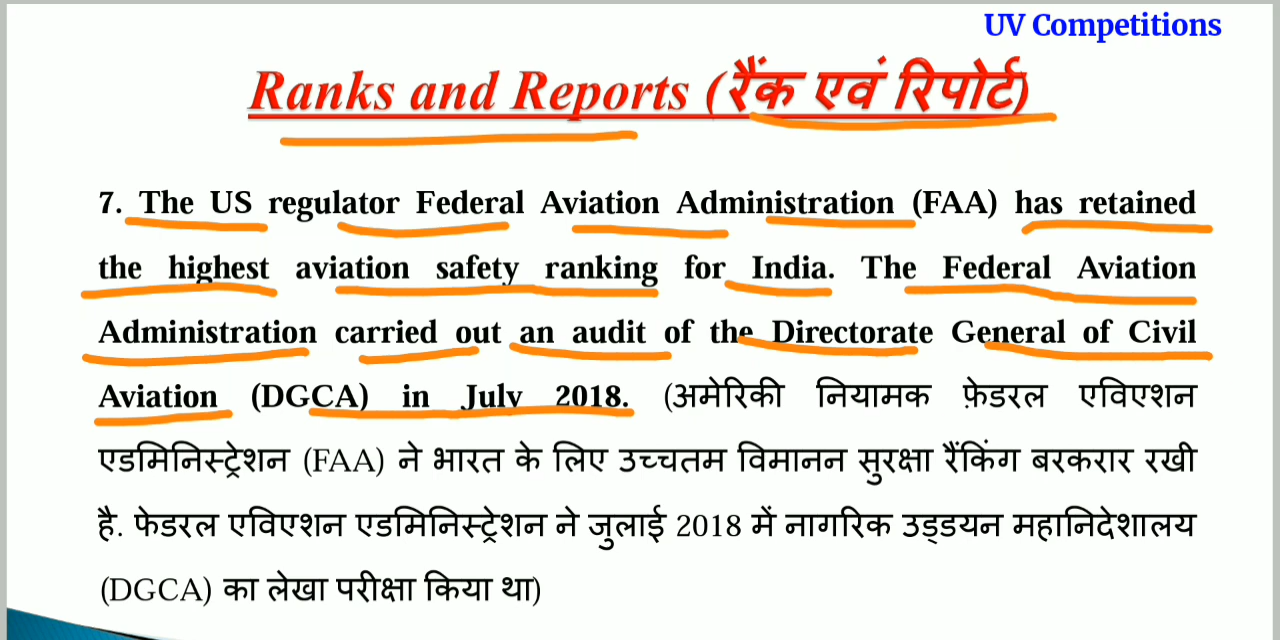 UV Competitions
Ranks and Reports (रैंक एवं रिपोर्ट)
7. The US regulator Federal Aviation Administration (FAA) has retained
the highest aviation safety ranking for India. The Federal Aviation
Administration carried out an audit of the Directorate General of Civil
Aviation (DGCA) in July 2018. (अमेरिकी नियामक फ़ेडरल एविएशन
एडमिनिस्ट्रेशन (FAA) ने भारत के लिए उच्चतम विमानन सुरक्षा रैंकिंग बरकरार रखी
है. फेडरल एविएशन एडमिनिस्ट्रेशन ने जुलाई 2018 में नागरिक उड्डयन महानिदेशालय
(DGCA) का लेखा परीक्षा किया था)